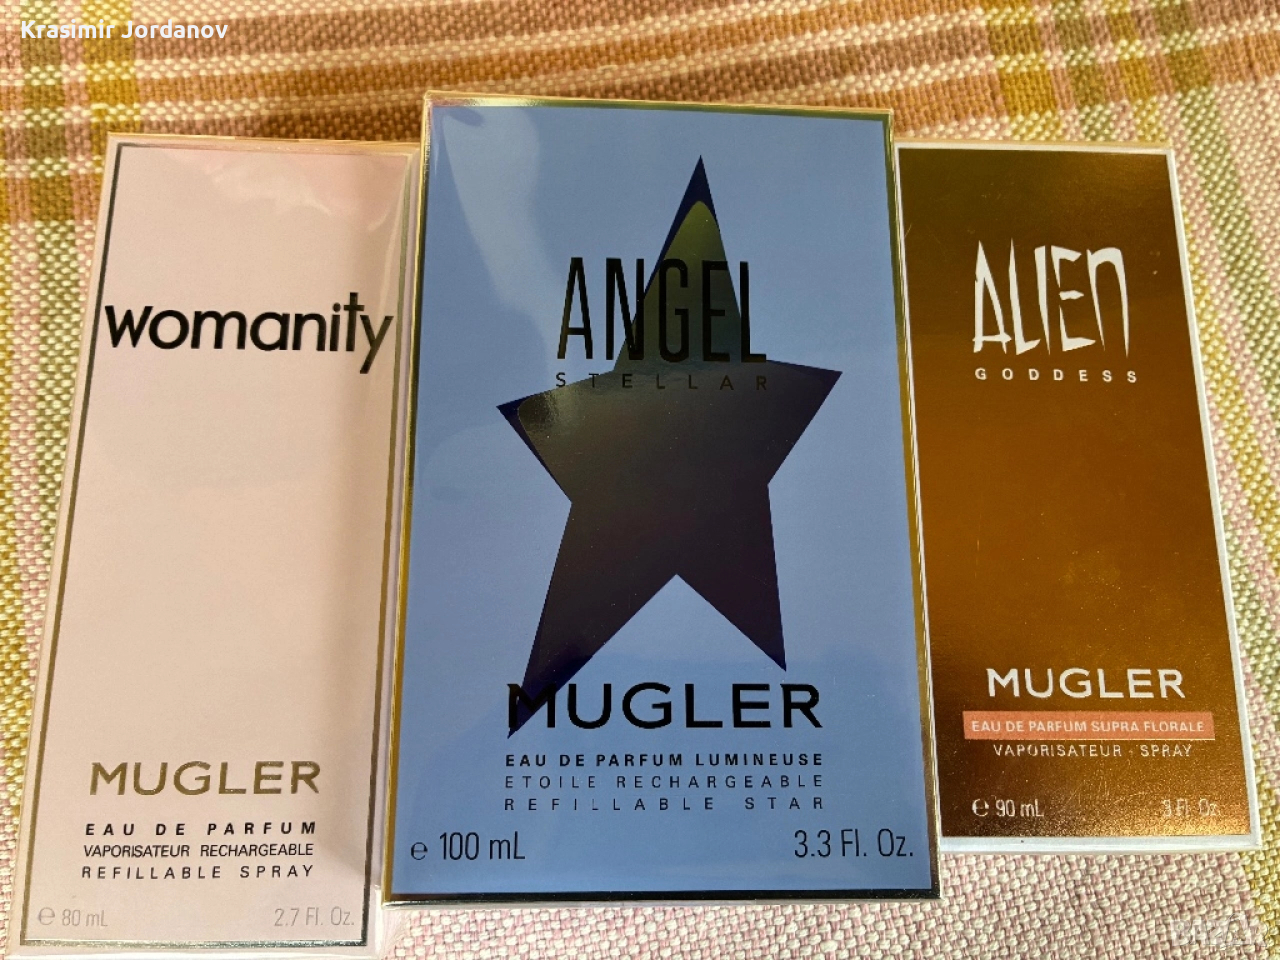 Krasimir Jordanov
womanity
MUGLER
EAU DE PARFUM
VAPORISATEUR RECHARGEABLE
REFILLABLE SPRAY
e 80 mL 2.7 Fl. Oz.
ANGEL
STELLAR
MUGLER
EAU DE PARFUM LUMINEUSE
ETOILE RECHARGEABLE
REFILLABLE STAR
e 100 mL 3.3 Fl. Oz.
ALIEN
GODDESS
MUGLER
EAU DE PARFUM SUPRA FLORALE
VAPORISATEUR - SPRAY
e 90 mL 3 Fl. Oz.